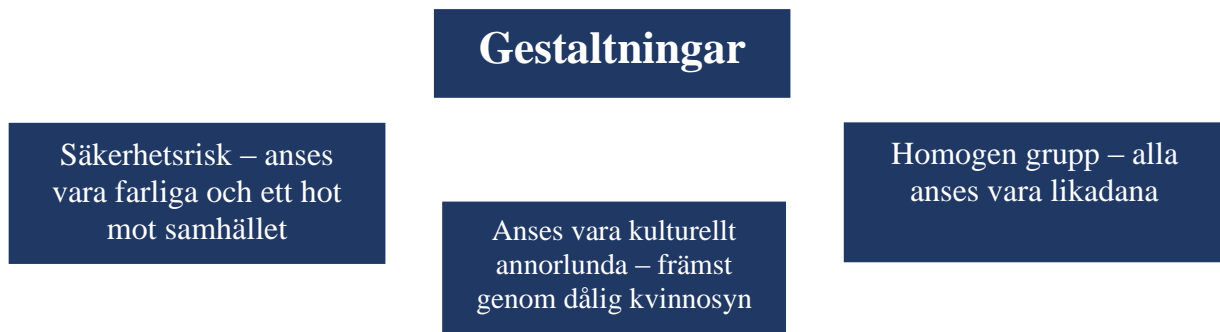 Gestaltningar
Säkerhetsrisk – anses
vara farliga och ett hot
mot samhället
Anses vara kulturellt
annorlunda – främst
genom dålig kvinnosyn
Homogen grupp – alla
anses vara likadana